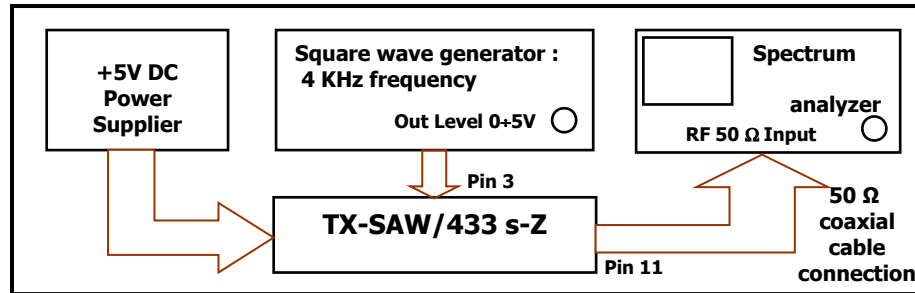 +5V DC
Power
Supplier
Square wave generator :
4 KHz frequency
Out Level 0÷5V
Spectrum
analyzer
RF 50 Ω Input
Pin 3
TX-SAW/433 s-Z
Pin 11
50 Ω
coaxial
cable
connection